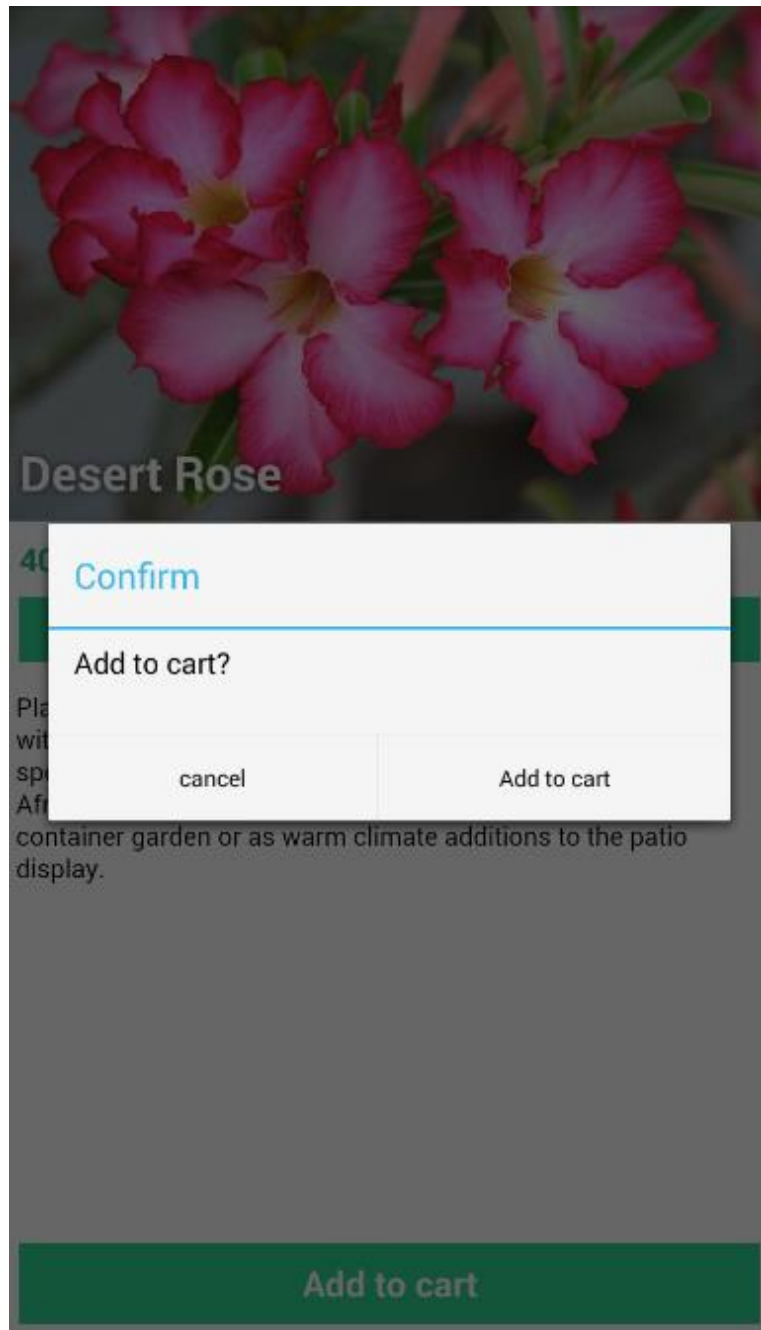 Desert Rose
40
Confirm
Add to cart?
cancel
Add to cart
container garden or as warm climate additions to the patio
display.
Add to cart